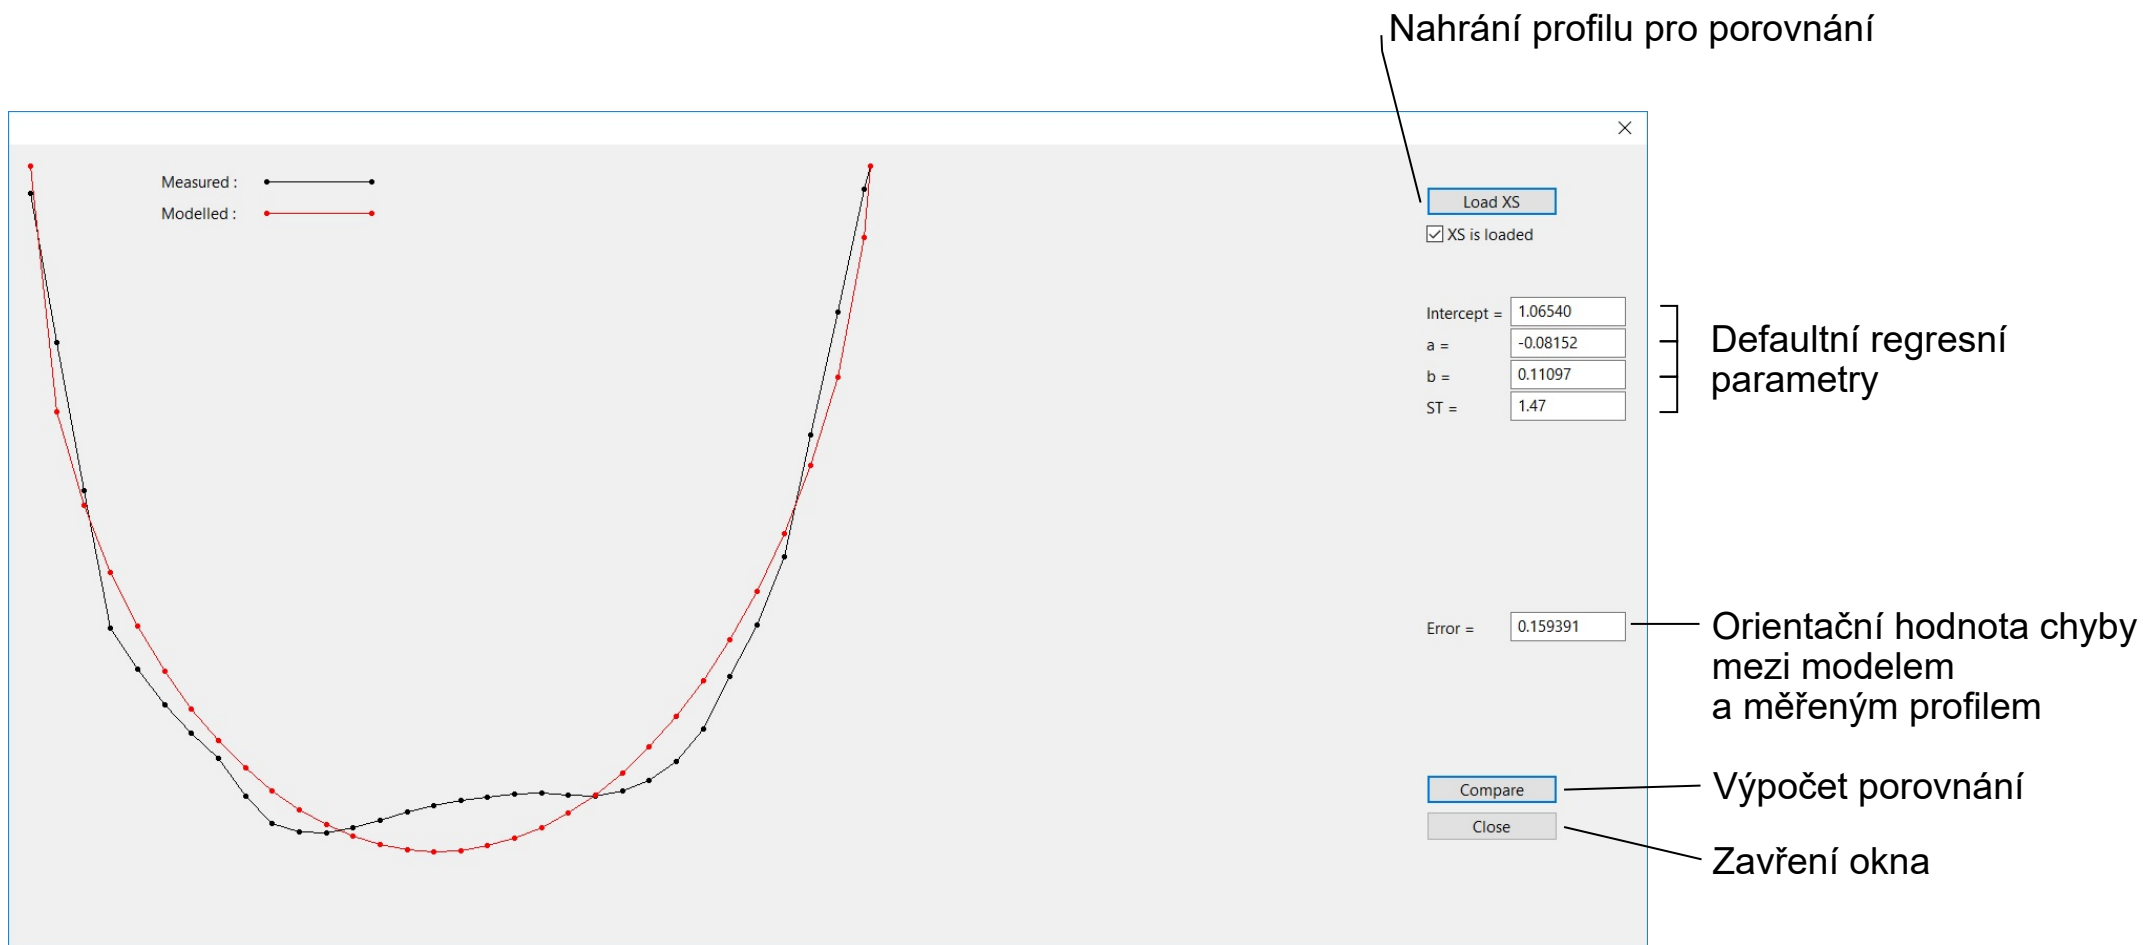 Nahrání profilu pro porovnání
Measured :
Modelled :
Load XS
XS is loaded
Intercept = 1.06540
a = -0.08152
b = 0.11097
ST = 1.47
Defaultní regresní
parametry
Error = 0.159391
Orientační hodnota chyby
mezi modelem
a měřeným profilem
Compare
Výpočet porovnání
Close
Zavření okna